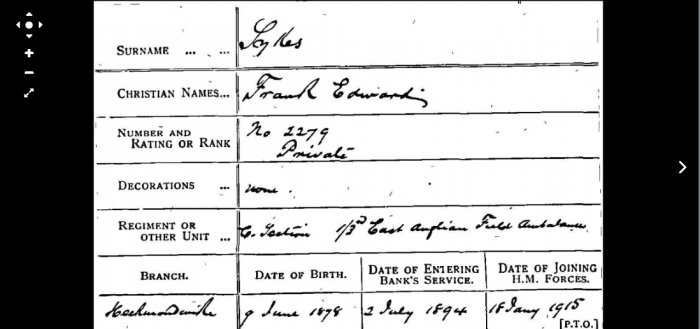 SURNAME ... ... Sykes
CHRISTIAN NAMES... Frank Edward
NUMBER AND RATING OR RANK No 2279
Private
DECORATIONS ... none.
REGIMENT OR OTHER UNIT ... C. Section 1/3rd East Anglian Field Ambulance
BRANCH. DATE OF BIRTH. DATE OF ENTERING BANK'S SERVICE. DATE OF JOINING H.M. FORCES.
Heckmondwike 9 June 1878 2 July 1894 18 Jany 1915
[P.T.O.]